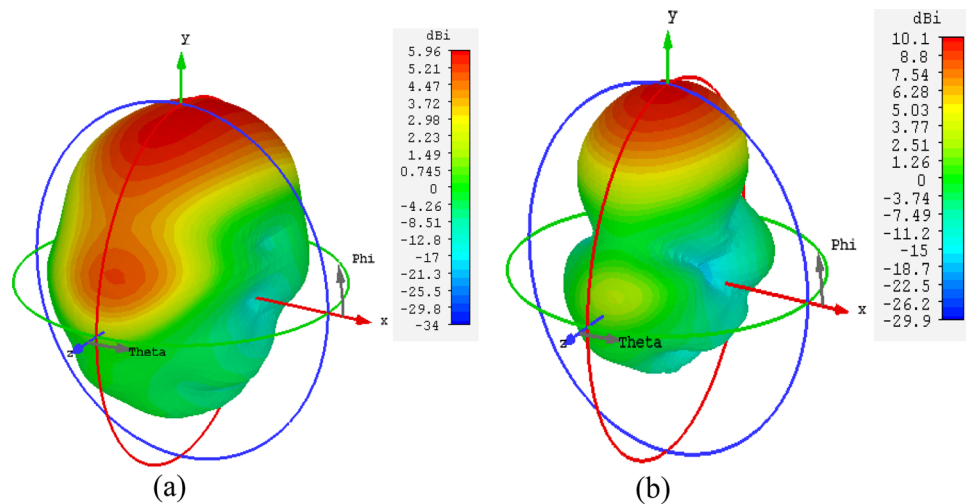 y
dBi
5.96
5.21
4.47
3.72
2.98
2.23
1.49
0.745
0
-4.26
-8.51
-12.8
-17
-21.3
-25.5
-29.8
-34
Phi
x
z
Theta
(a)
y
dBi
10.1
8.8
7.54
6.28
5.03
3.77
2.51
1.26
0
-3.74
-7.49
-11.2
-15
-18.7
-22.5
-26.2
-29.9
Phi
x
z
Theta
(b)